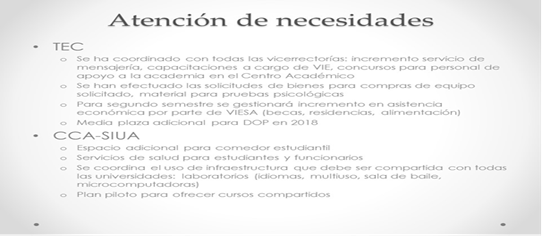 Atención de necesidades
• TEC
o Se ha coordinado con todas las vicerrectorías: incremento servicio de
mensajería, capacitaciones a cargo de VIE, concursos para personal de
apoyo a la academia en el Centro Académico
o Se han efectuado las solicitudes de bienes para compras de equipo
solicitado, material para pruebas psicológicas
o Para segundo semestre se gestionará incremento en asistencia
económica por parte de VIESA (becas, residencias, alimentación)
o Media plaza adicional para DOP en 2018
• CCA-SIUA
o Espacio adicional para comedor estudiantil
o Servicios de salud para estudiantes y funcionarios
o Se coordina el uso de infraestructura que debe ser compartida con todas
las universidades: laboratorios (idiomas, multiuso, sala de baile,
microcomputadoras)
o Plan piloto para ofrecer cursos compartidos